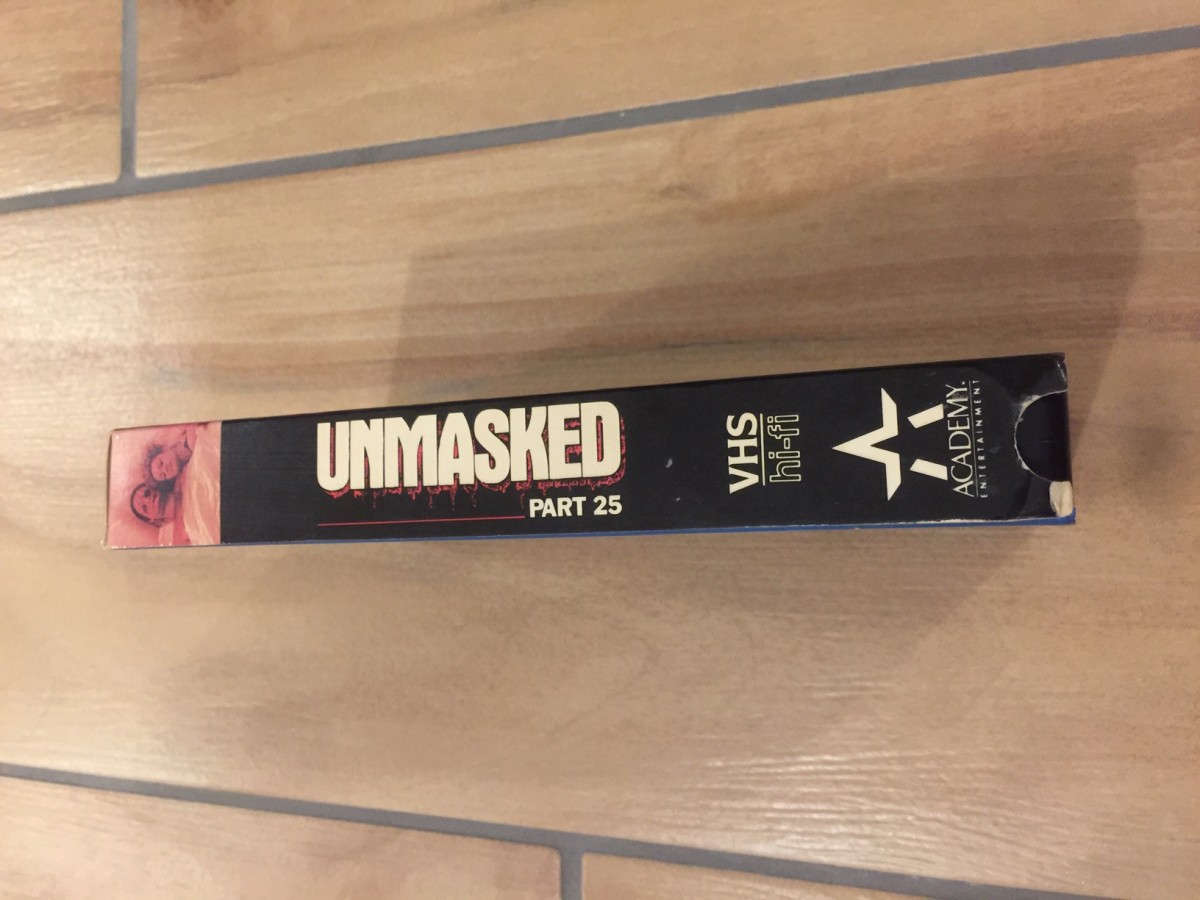 UNMASKED
PART 25
VHS
hi-fi
ACADEMY
ENTERTAINMENT